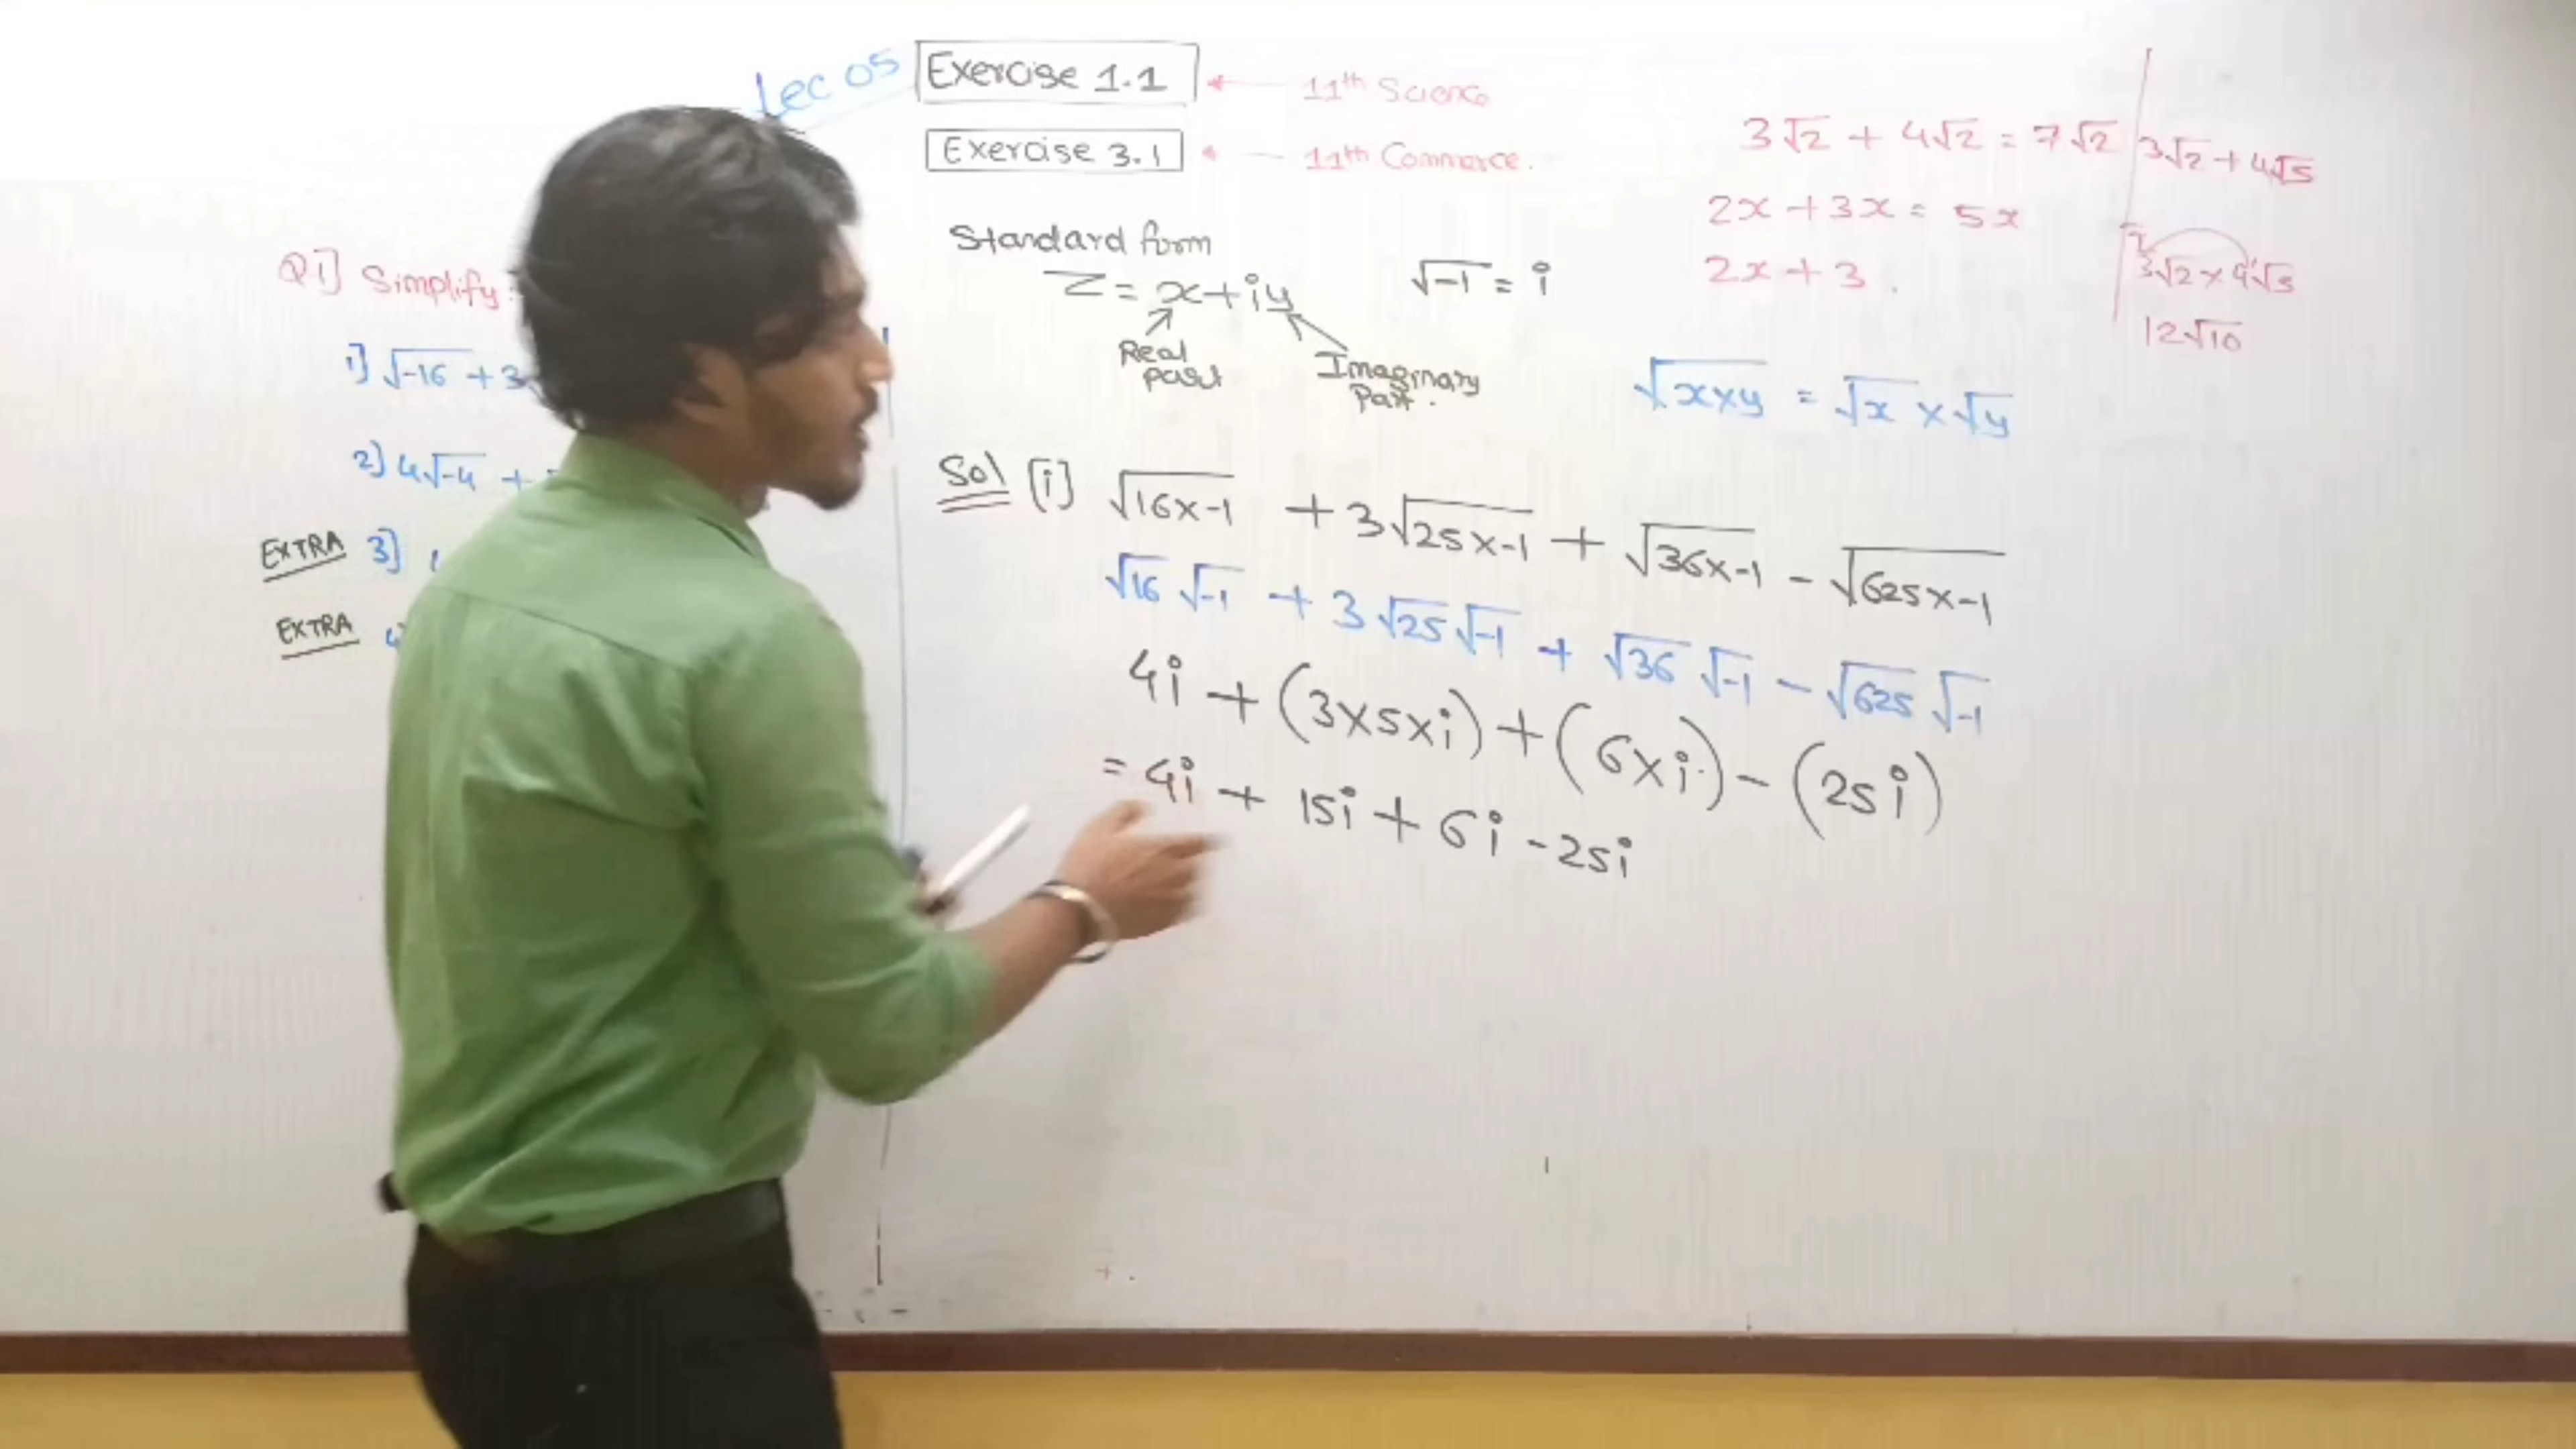 Lec 05
Exercise 1.1 ← 11th Science
Exercise 3.1 ← 11th Commerce.
Q1] Simplify
1] √-16 + 3
2] 4√-4 +
EXTRA 3]
EXTRA 4]
Standard form
Z = x + iy
√-1 = i
Real part
Imaginary Part.
3√2 + 4√2 = 7√2
2x + 3x = 5x
2x + 3.
3√2 + 4√5
12√10
√x×y = √x × √y
Sol [i] √16×-1 + 3√25×-1 + √36×-1 - √625×-1
√16 √-1 + 3√25 √-1 + √36 √-1 - √625 √-1
4i + (3×5×i) + (6×i) - (25i)
= 4i + 15i + 6i - 25i